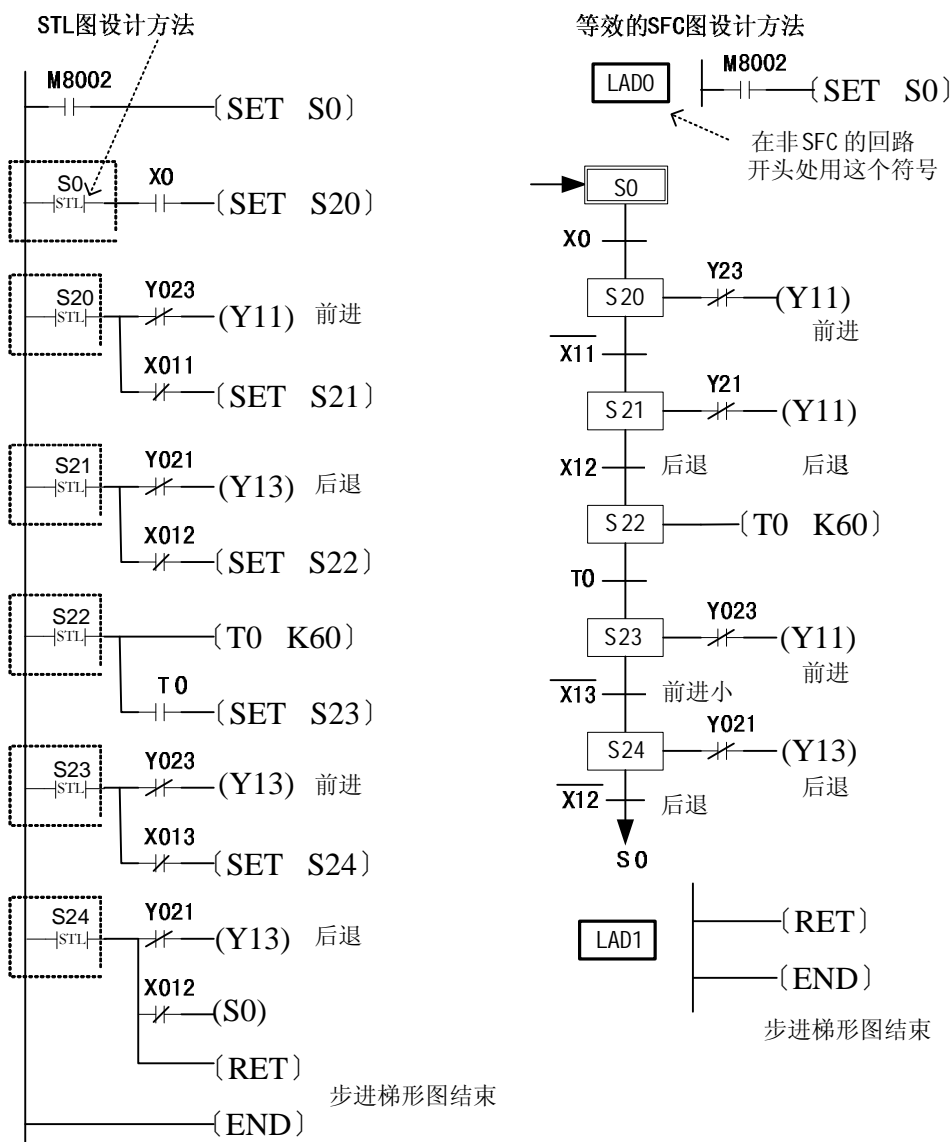 STL图设计方法
M8002
(SET S0)
S0
STL
X0
(SET S20)
S20
STL
Y023
(Y11) 前进
X011
(SET S21)
S21
STL
Y021
(Y13) 后退
X012
(SET S22)
S22
STL
(T0 K60)
T0
(SET S23)
S23
STL
Y023
(Y13) 前进
X013
(SET S24)
S24
STL
Y021
(Y13) 后退
X012
(S0)
(RET)
步进梯形图结束
(END)
等效的SFC图设计方法
LAD0
M8002
(SET S0)
在非SFC的回路
开头处用这个符号
S0
X0
S20
Y23
(Y11)
前进
X11
S21
Y21
(Y11)
X12 后退 后退
S22
(T0 K60)
T0
S23
Y023
(Y11)
前进
X13 前进小
S24
Y021
(Y13)
后退
X12 后退
S0
LAD1
(RET)
(END)
步进梯形图结束